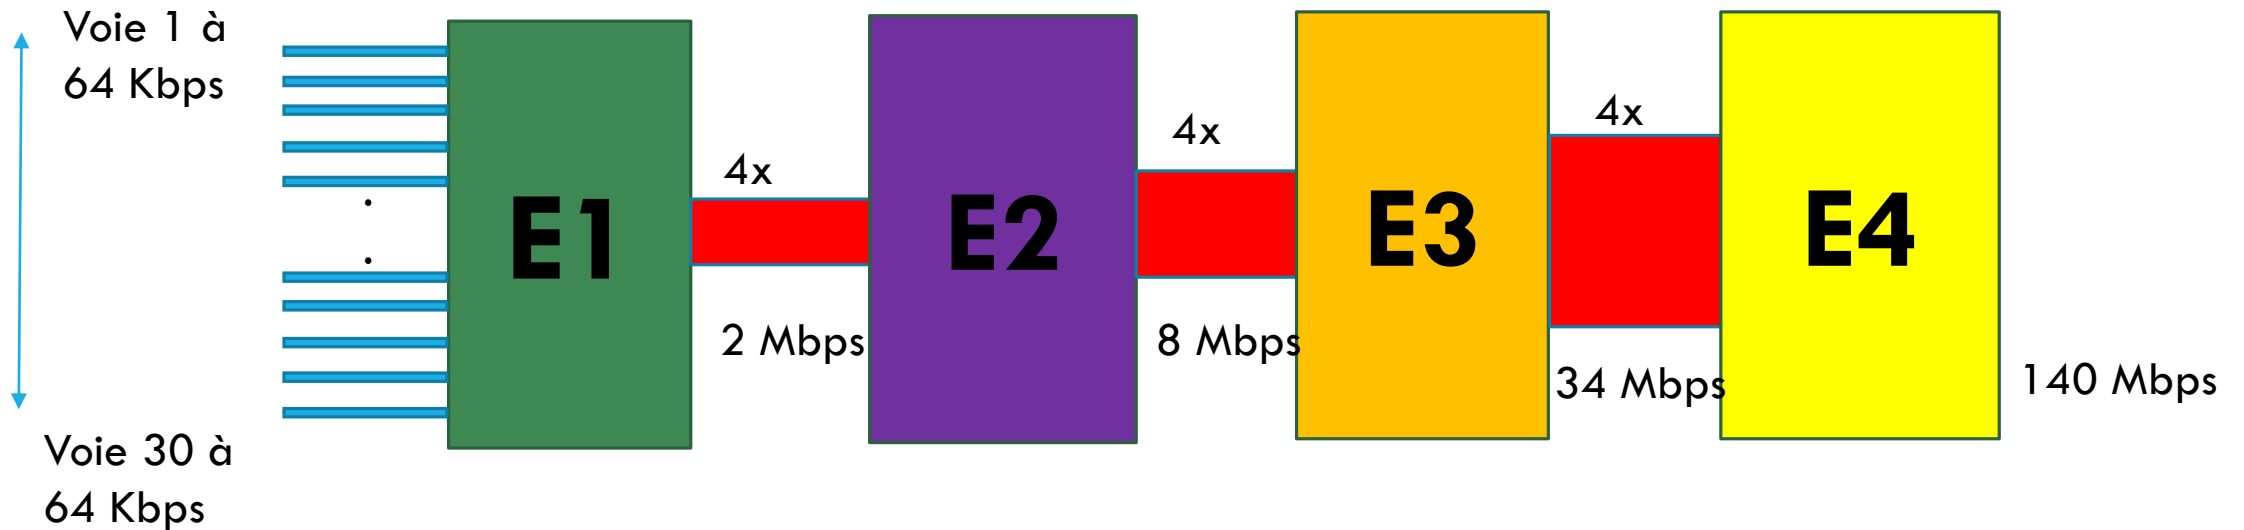 Voie 1 à
64 Kbps
E1
4x
2 Mbps
E2
4x
8 Mbps
E3
4x
34 Mbps
E4
140 Mbps
Voie 30 à
64 Kbps